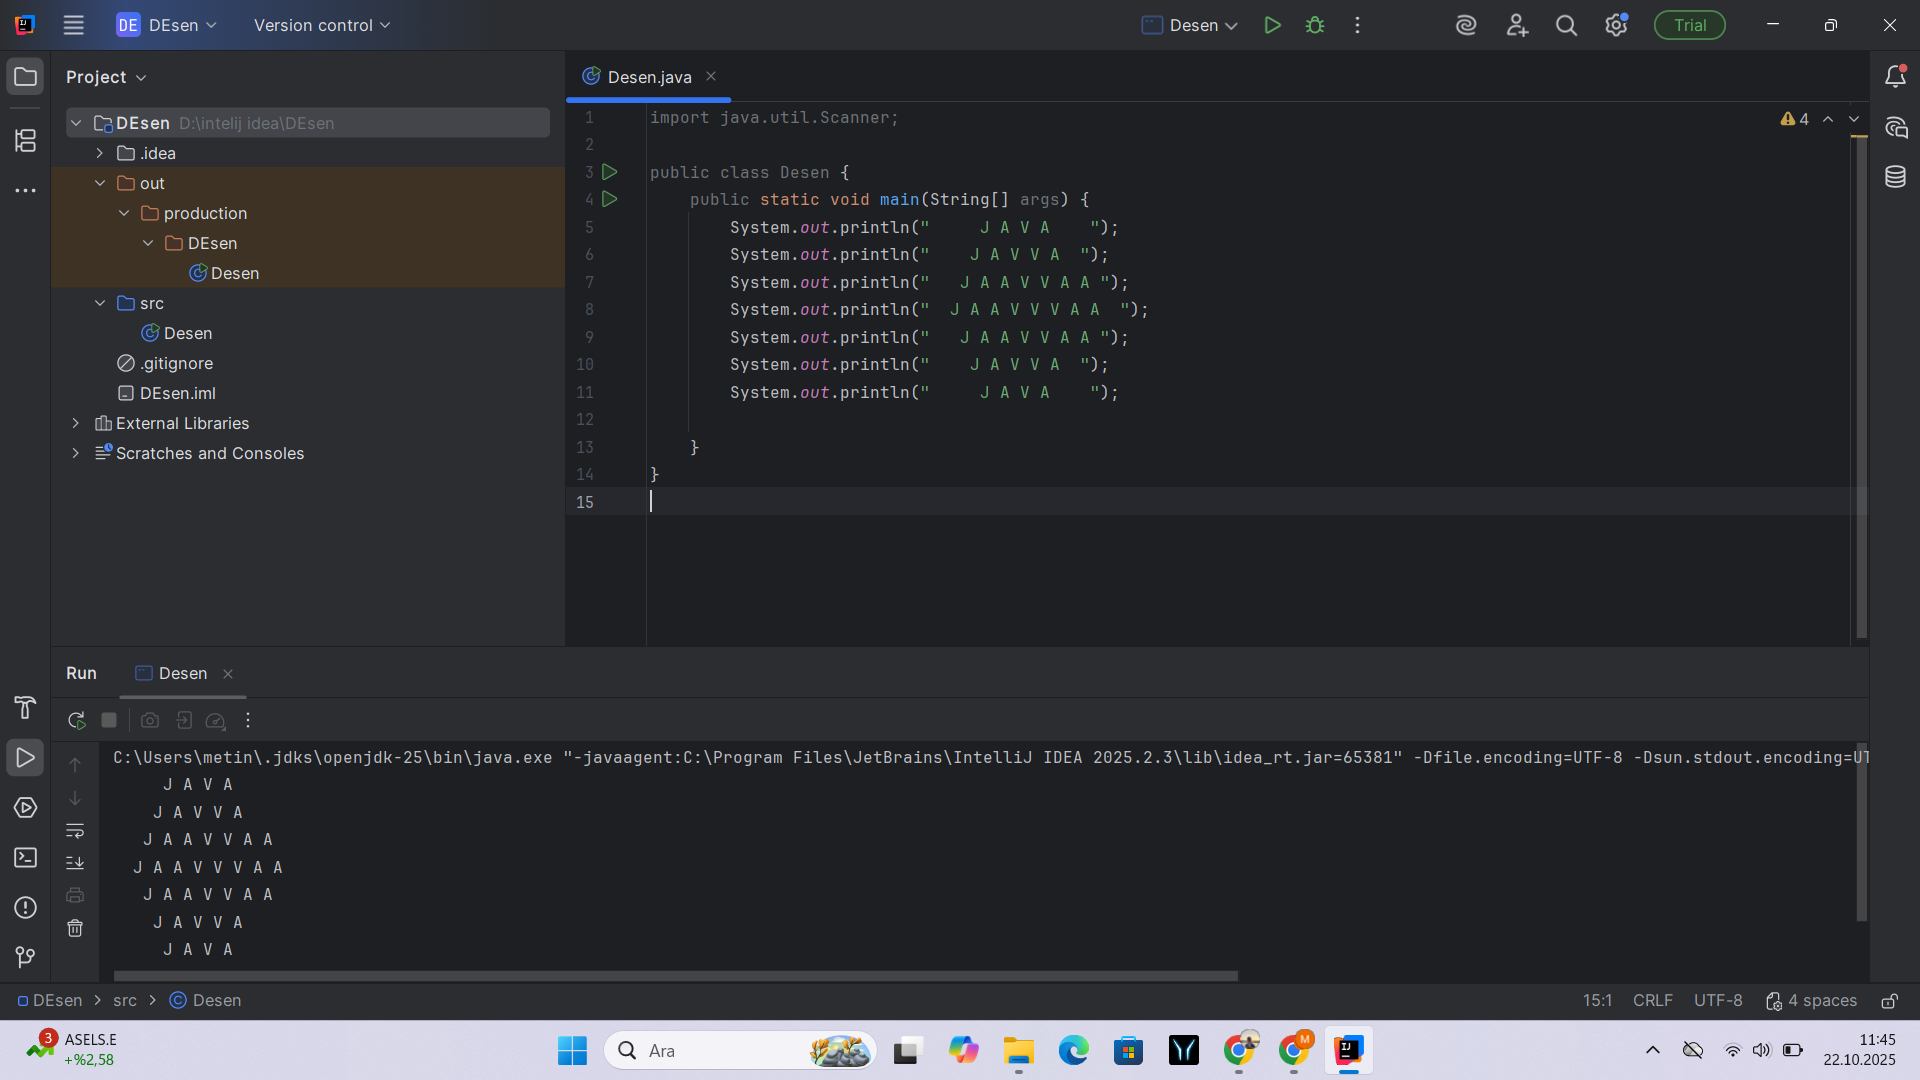 DE DEsen Version control Desen Trial
Project
Desen.java
DEsen D:\intelij idea\DEsen
.idea
out
production
DEsen
Desen
src
Desen
.gitignore
DEsen.iml
External Libraries
Scratches and Consoles
4
1 import java.util.Scanner;
2
3 public class Desen {
4     public static void main(String[] args) {
5         System.out.println("     J A V A    ");
6         System.out.println("    J A V V A  ");
7         System.out.println("   J A A V V A A ");
8         System.out.println("  J A A V V V A A  ");
9         System.out.println("   J A A V V A A ");
10         System.out.println("    J A V V A  ");
11         System.out.println("     J A V A    ");
12
13     }
14 }
15
Run Desen
C:\Users\metin\.jdks\openjdk-25\bin\java.exe "-javaagent:C:\Program Files\JetBrains\IntelliJ IDEA 2025.2.3\lib\idea_rt.jar=65381" -Dfile.encoding=UTF-8 -Dsun.stdout.encoding=UT
     J A V A
    J A V V A
   J A A V V A A
  J A A V V V A A
   J A A V V A A
    J A V V A
     J A V A
DEsen > src > Desen 15:1 CRLF UTF-8 4 spaces
3 ASELS.E
+%2,58
Ara
M
11:45
22.10.2025